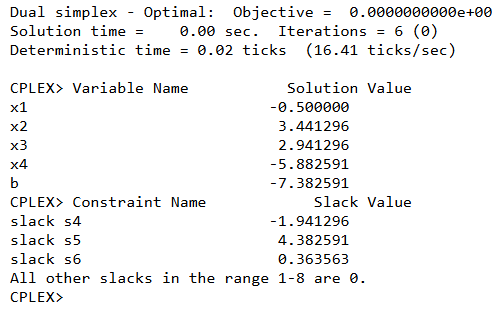 Dual simplex - Optimal:  Objective =  0.0000000000e+00
Solution time =    0.00 sec.  Iterations = 6 (0)
Deterministic time = 0.02 ticks  (16.41 ticks/sec)
CPLEX> Variable Name           Solution Value
x1                          -0.500000
x2                           3.441296
x3                           2.941296
x4                          -5.882591
b                           -7.382591
CPLEX> Constraint Name            Slack Value
slack s4                    -1.941296
slack s5                     4.382591
slack s6                     0.363563
All other slacks in the range 1-8 are 0.
CPLEX>